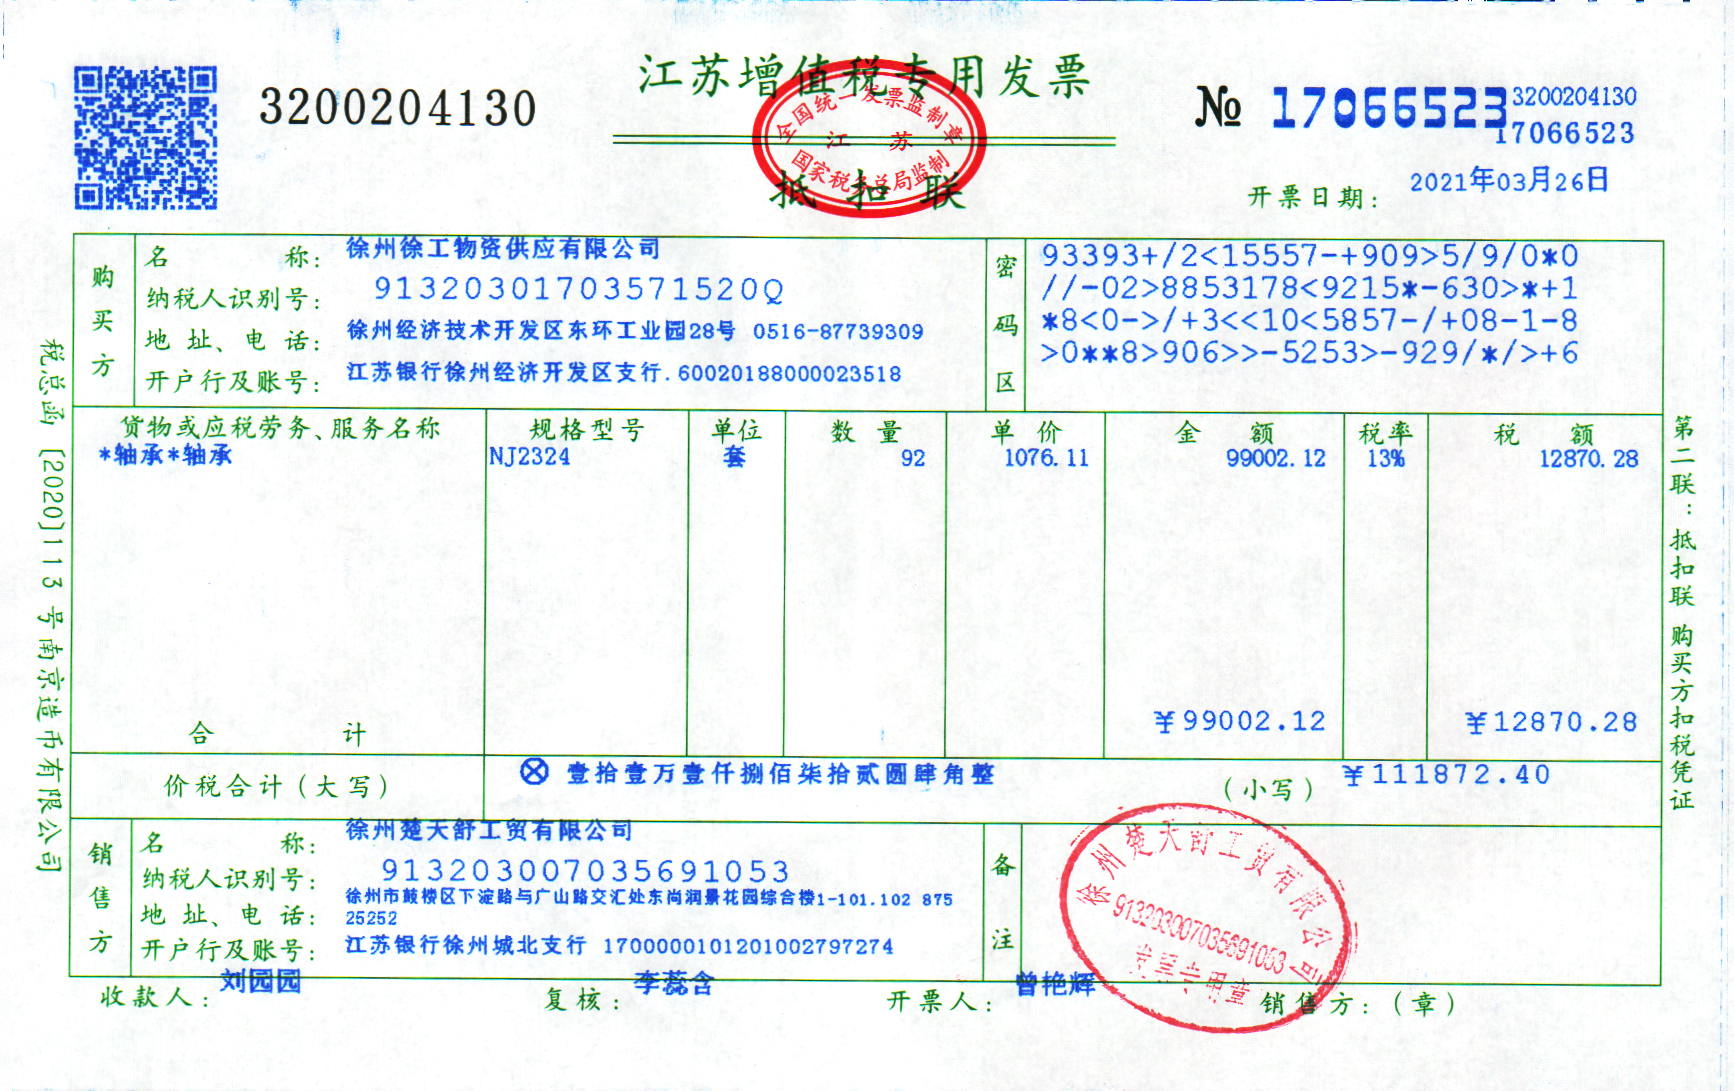 江苏增值税专用发票
3200204130
№ 17066523
3200204130
17066523
全国统一发票监制章
江 苏
国家税务总局监制
抵扣联
开票日期: 2021年03月26日
购买方
名 称: 徐州徐工物资供应有限公司
纳税人识别号: 91320301703571520Q
地 址、电 话: 徐州经济技术开发区东环工业园28号 0516-87739309
开户行及账号: 江苏银行徐州经济开发区支行.60020188000023518
密码区
93393+/2<15557-+909>5/9/0*0
//-02>8853178<9215*-630>*+1
*8<0->/+3<<10<5857-/+08-1-8
>0**8>906>>-5253>-929/*/>+6
货物或应税劳务、服务名称 规格型号 单位 数 量 单 价 金 额 税率 税 额
*轴承*轴承 NJ2324 套 92 1076.11 99002.12 13% 12870.28
合 计 ¥99002.12 ¥12870.28
价税合计(大写) ⊗壹拾壹万壹仟捌佰柒拾贰圆肆角整 (小写) ¥111872.40
销售方
名 称: 徐州楚天舒工贸有限公司
纳税人识别号: 913203007035691053
地 址、电 话: 徐州市鼓楼区下淀路与广山路交汇处东尚润景花园综合楼1-101.102 875
25252
开户行及账号: 江苏银行徐州城北支行 17000001012010027972​74
备注
徐州楚天舒工贸有限公司
913203007035691053
发票专用章
收款人: 刘园园 复核: 李蕊含 开票人: 曾艳辉 销售方:(章)
税总函[2020]113号南京造币有限公司
第二联:抵扣联 购买方扣税凭证